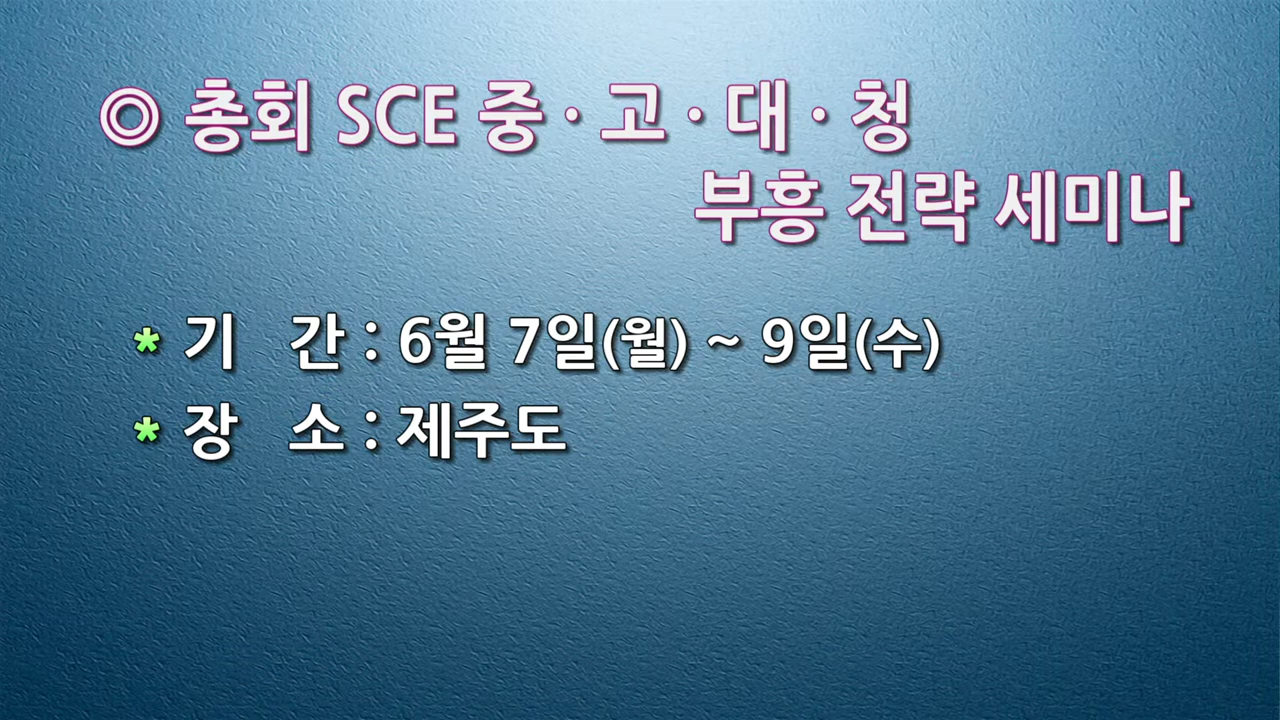 ◎ 총회 SCE 중·고·대·청
부흥 전략 세미나
* 기 간 : 6월 7일(월) ~ 9일(수)
* 장 소 : 제주도